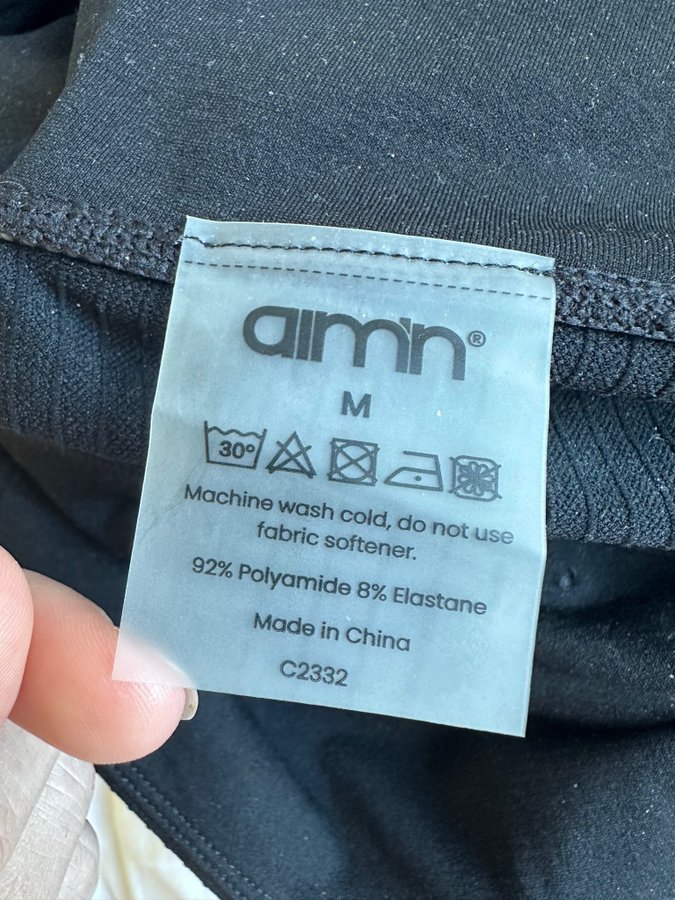 aim'n®
M
30°
Machine wash cold, do not use
fabric softener.
92% Polyamide 8% Elastane
Made in China
C2332